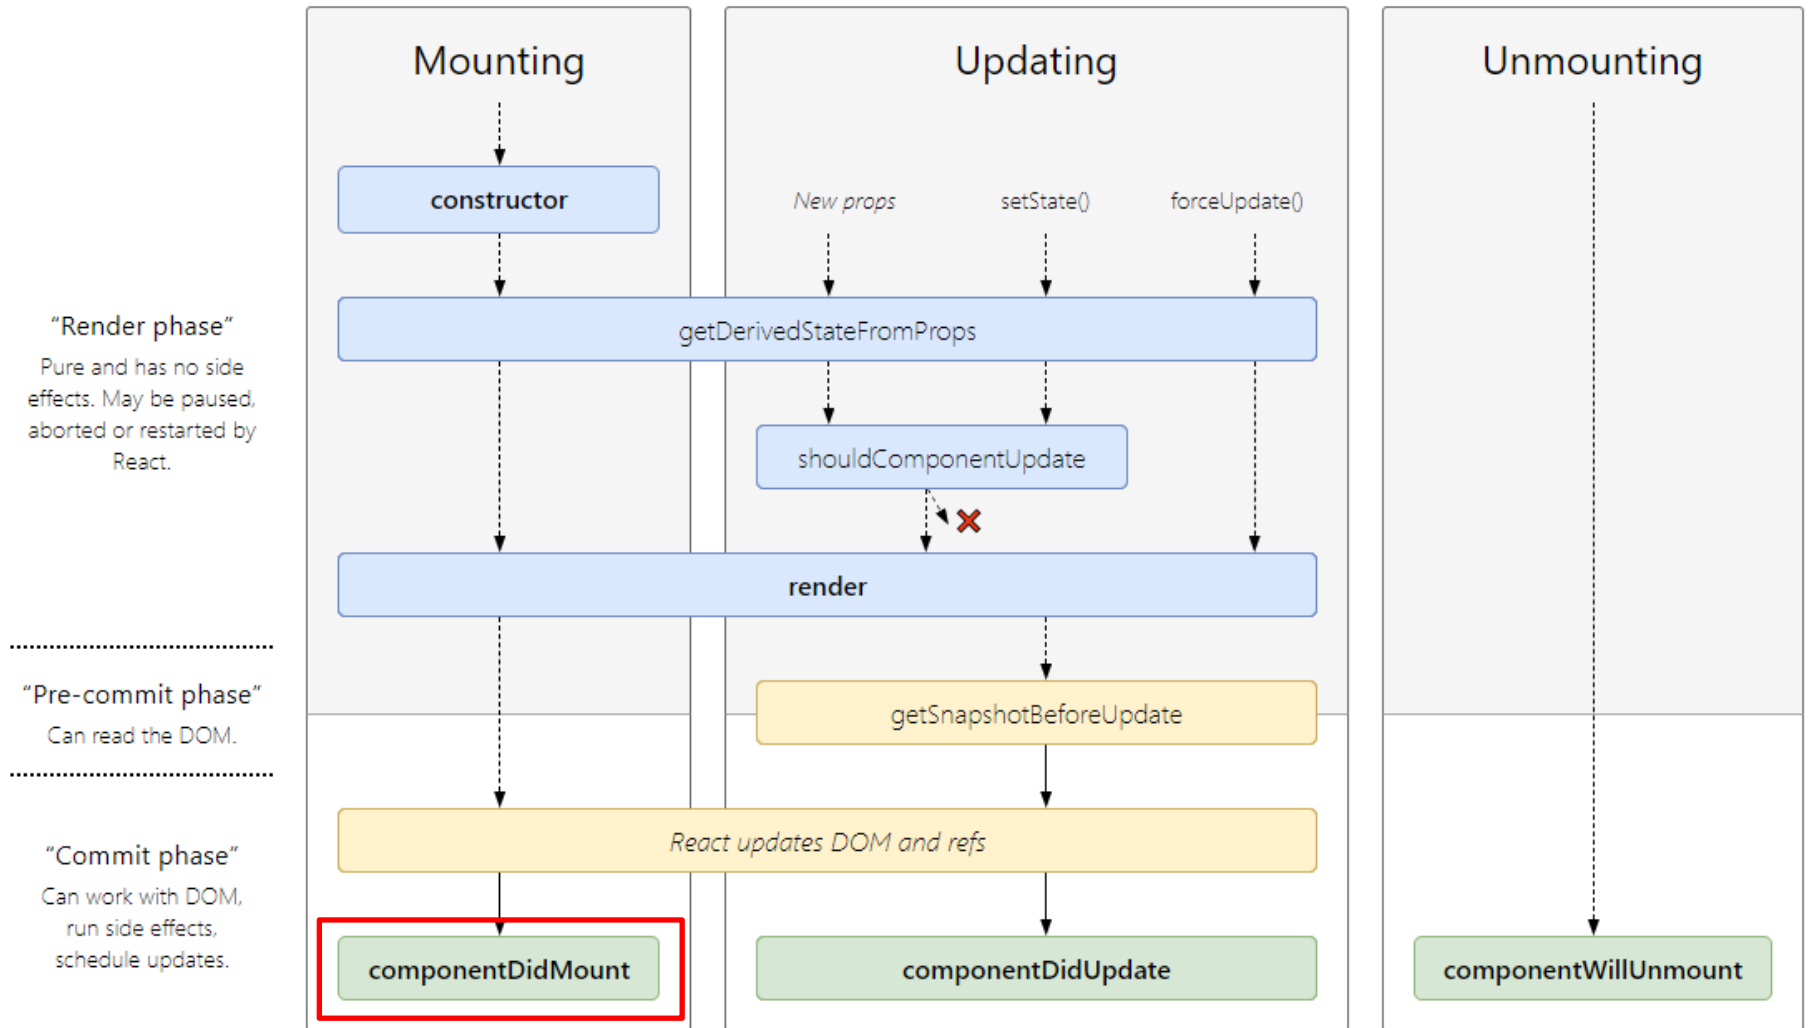 Mounting
Updating
Unmounting
constructor
New props
setState()
forceUpdate()
“Render phase”
Pure and has no side
effects. May be paused,
aborted or restarted by
React.
getDerivedStateFromProps
shouldComponentUpdate
render
“Pre-commit phase”
Can read the DOM.
getSnapshotBeforeUpdate
“Commit phase”
Can work with DOM,
run side effects,
schedule updates.
React updates DOM and refs
componentDidMount
componentDidUpdate
componentWillUnmount